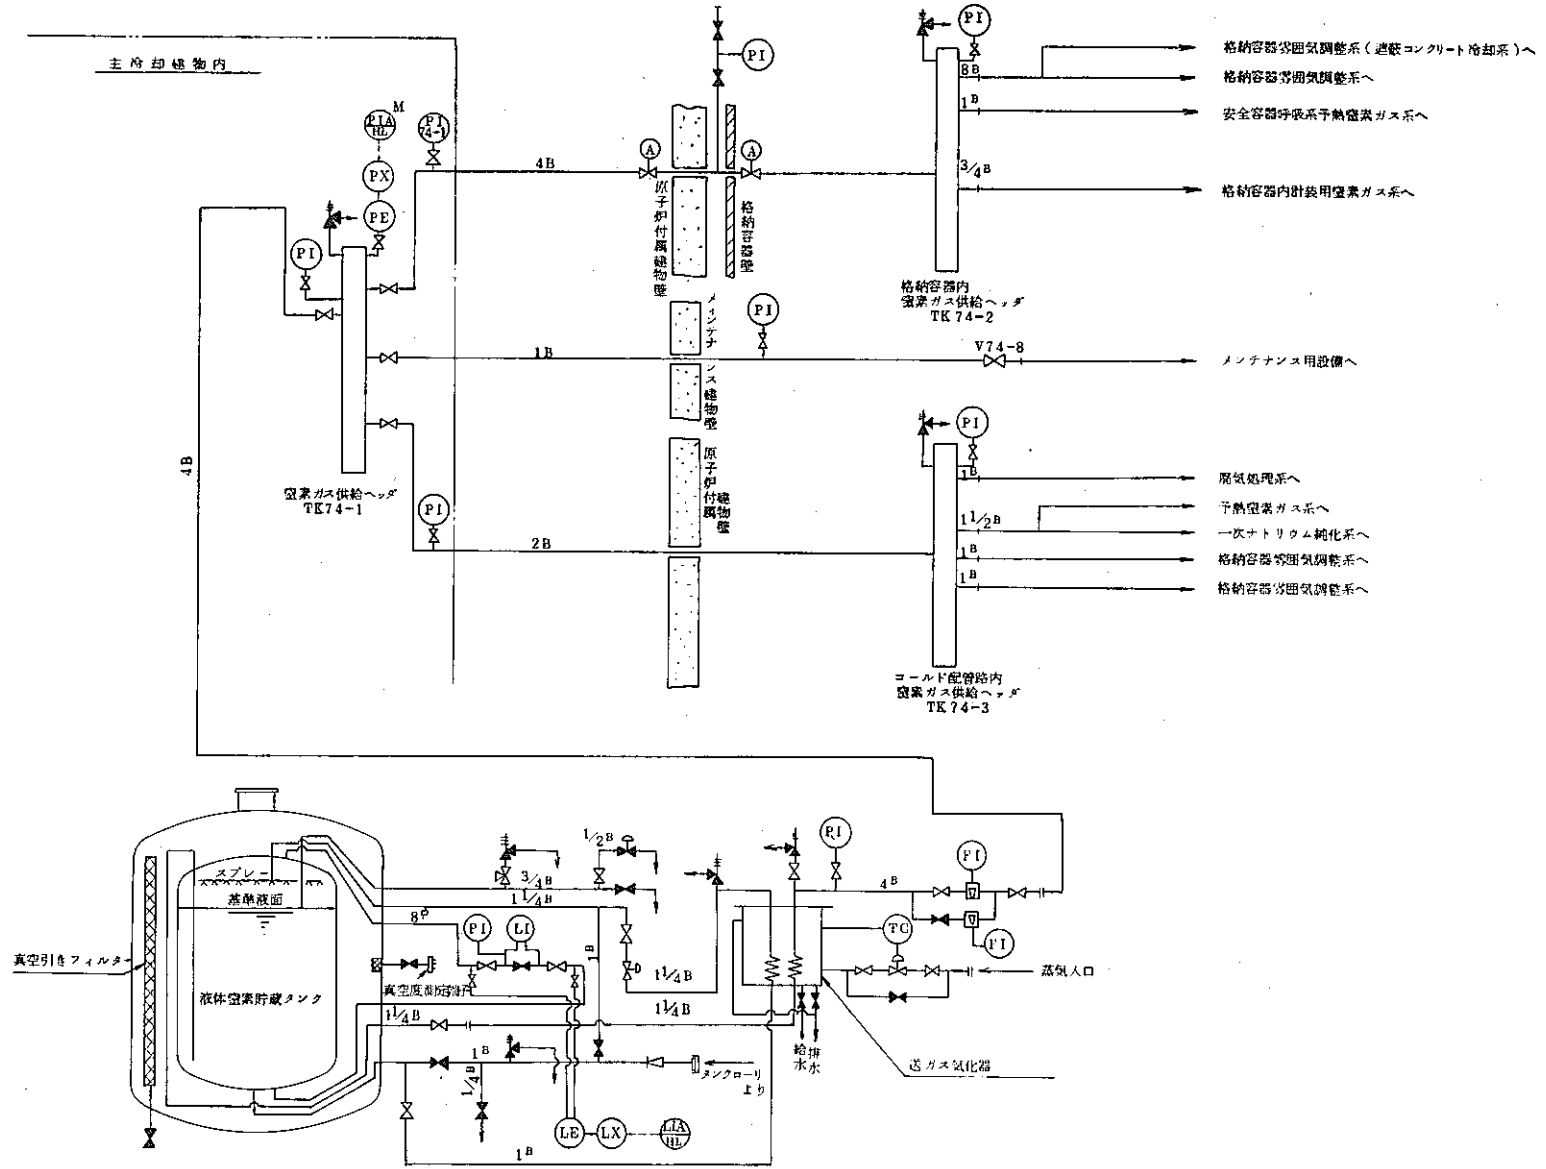 主冷却建物内
M
PIA
HL
PX
PE
PI
PI
74-1
4B
A
A
PI
原子炉付属建物壁
格納容器壁
PI
8B
1B
3/4B
格納容器雰囲気調整系(遮蔽コンクリート冷却系)へ
格納容器雰囲気調整系へ
安全容器呼吸系予熱窒素ガス系へ
格納容器内計装用窒素ガス系へ
格納容器内
窒素ガス供給ヘッダ
TK74-2
1B
メインテナンス建物壁
PI
V74-8
メンテナンス用設備へ
4B
窒素ガス供給ヘッダ
TK74-1
PI
2B
原子炉付属建物壁
PI
1B
1 1/2B
1B
1B
廃気処理系へ
予熱窒素ガス系へ
一次ナトリウム純化系へ
格納容器雰囲気調整系へ
格納容器雰囲気調整系へ
コールド配管路内
窒素ガス供給ヘッダ
TK74-3
スプレー
基準液面
真空引きフィルター
液体窒素貯蔵タンク
真空度測定端子
1/2B
3/4B
1 1/4B
8φ
PI
LI
1B
1 1/4B
1 1/4B
1 1/4B
PI
4B
FI
FI
TC
蒸気入口
給水
排水
送ガス気化器
1B
1/4B
タンクローリ
より
LE
LX
LIA
HL
1B